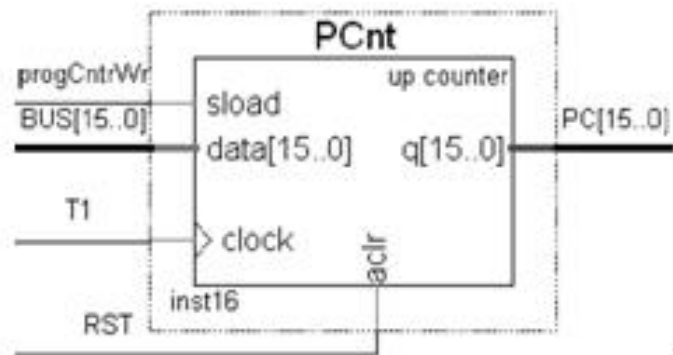 PCnt
up counter
progCntrWr
sload
BUS[15..0]
data[15..0]
q[15..0]
PC[15..0]
T1
clock
aclr
inst16
RST